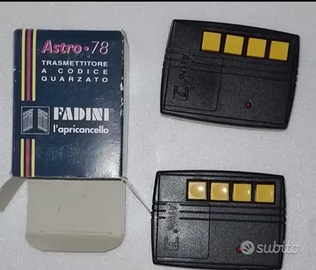 Astro•78
TRASMETTITORE
A CODICE
QUARZATO
FADINI
l'apricancello
subito